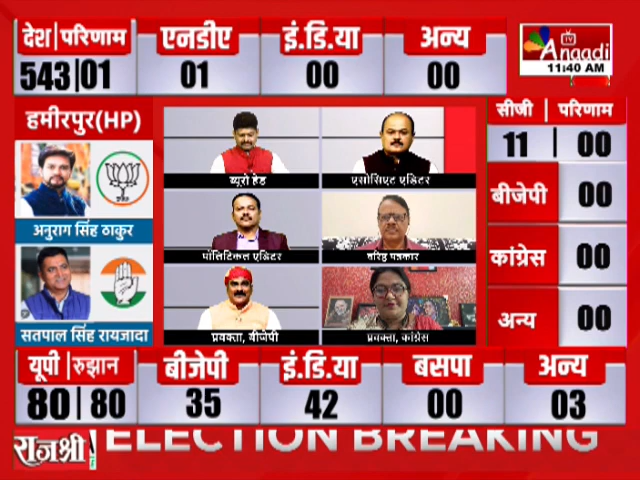 देश|परिणाम
543|01
एनडीए
01
इं.डि.या
00
अन्य
00
TV
Anaadi
11:40 AM
हमीरपुर(HP)
अनुराग सिंह ठाकुर
सतपाल सिंह रायजादा
ब्यूरो हेड
एसोसिएट एडिटर
पॉलिटिकल एडिटर
वरिष्ठ पत्रकार
प्रवक्ता, बीजेपी
प्रवक्ता, कांग्रेस
सीजी | परिणाम
11 | 00
बीजेपी 00
कांग्रेस 00
अन्य 00
यूपी |रुझान
80|80
बीजेपी
35
इं.डि.या
42
बसपा
00
अन्य
03
राजश्री
ELECTION BREAKING